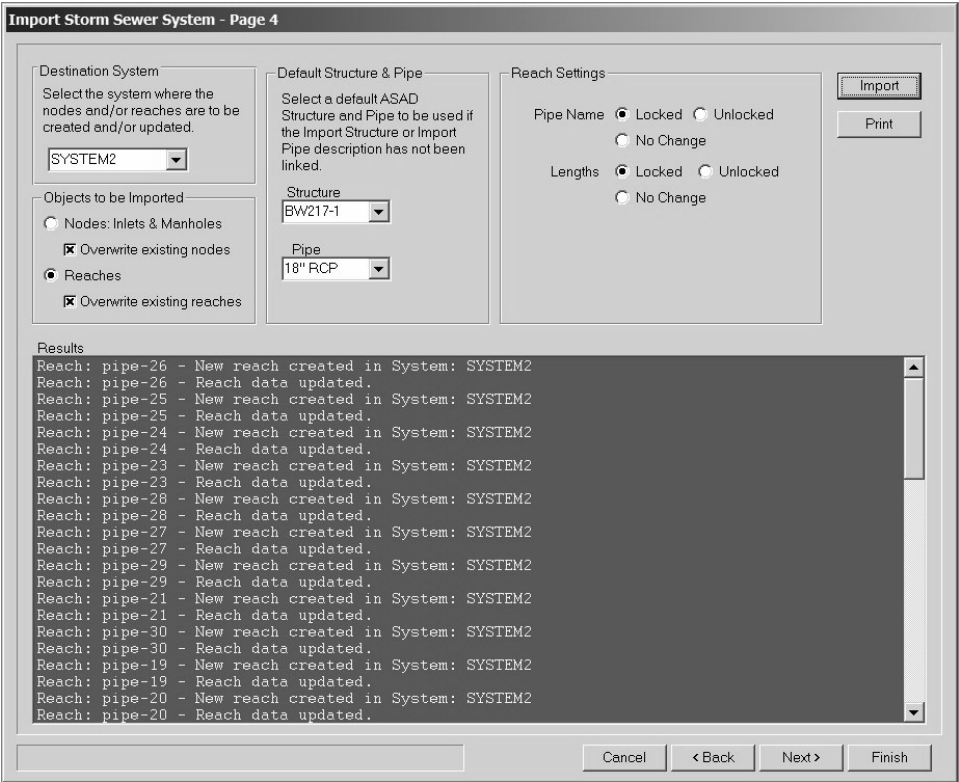 Import Storm Sewer System - Page 4
Destination System
Select the system where the
nodes and/or reaches are to be
created and/or updated.
SYSTEM2
Objects to be Imported
Nodes: Inlets & Manholes
Overwrite existing nodes
Reaches
Overwrite existing reaches
Default Structure & Pipe
Select a default ASAD
Structure and Pipe to be used if
the Import Structure or Import
Pipe description has not been
linked.
Structure
BW217-1
Pipe
18" RCP
Reach Settings
Pipe Name Locked Unlocked
No Change
Lengths Locked Unlocked
No Change
Import
Print
Results
Reach: pipe-26 - New reach created in System: SYSTEM2
Reach: pipe-26 - Reach data updated.
Reach: pipe-25 - New reach created in System: SYSTEM2
Reach: pipe-25 - Reach data updated.
Reach: pipe-24 - New reach created in System: SYSTEM2
Reach: pipe-24 - Reach data updated.
Reach: pipe-23 - New reach created in System: SYSTEM2
Reach: pipe-23 - Reach data updated.
Reach: pipe-28 - New reach created in System: SYSTEM2
Reach: pipe-28 - Reach data updated.
Reach: pipe-27 - New reach created in System: SYSTEM2
Reach: pipe-27 - Reach data updated.
Reach: pipe-29 - New reach created in System: SYSTEM2
Reach: pipe-29 - Reach data updated.
Reach: pipe-21 - New reach created in System: SYSTEM2
Reach: pipe-21 - Reach data updated.
Reach: pipe-30 - New reach created in System: SYSTEM2
Reach: pipe-30 - Reach data updated.
Reach: pipe-19 - New reach created in System: SYSTEM2
Reach: pipe-19 - Reach data updated.
Reach: pipe-20 - New reach created in System: SYSTEM2
Reach: pipe-20 - Reach data updated.
Cancel
< Back
Next >
Finish